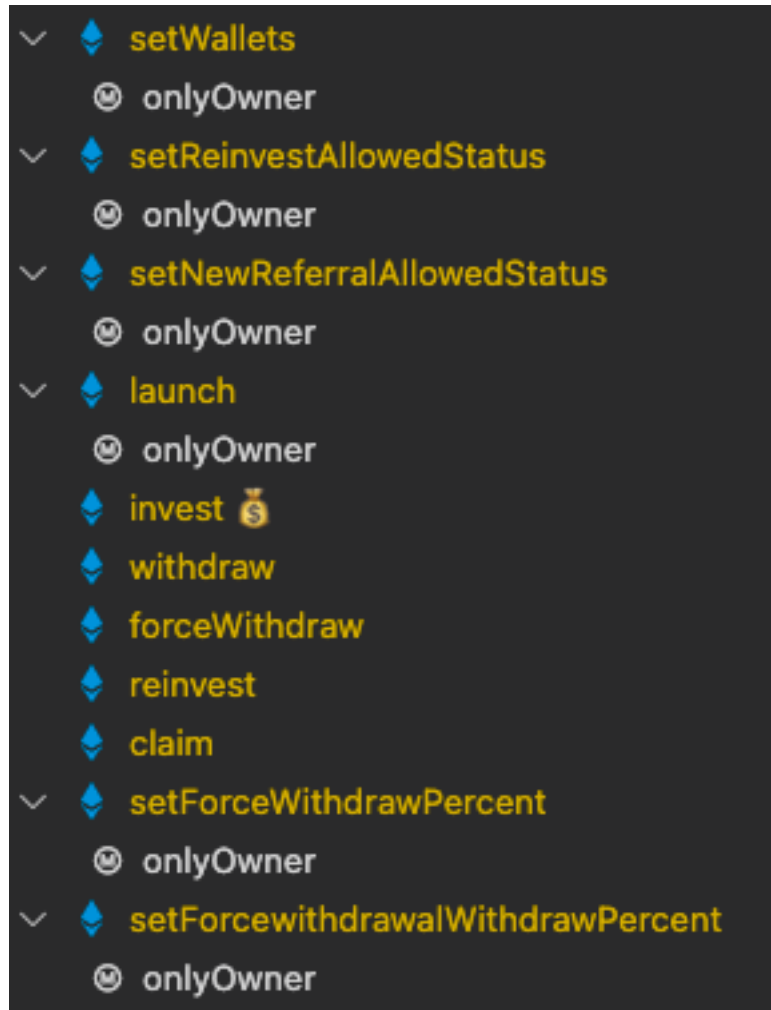 setWallets
onlyOwner
setReinvestAllowedStatus
onlyOwner
setNewReferralAllowedStatus
onlyOwner
launch
onlyOwner
invest 💰
withdraw
forceWithdraw
reinvest
claim
setForceWithdrawPercent
onlyOwner
setForcewithdrawalWithdrawPercent
onlyOwner